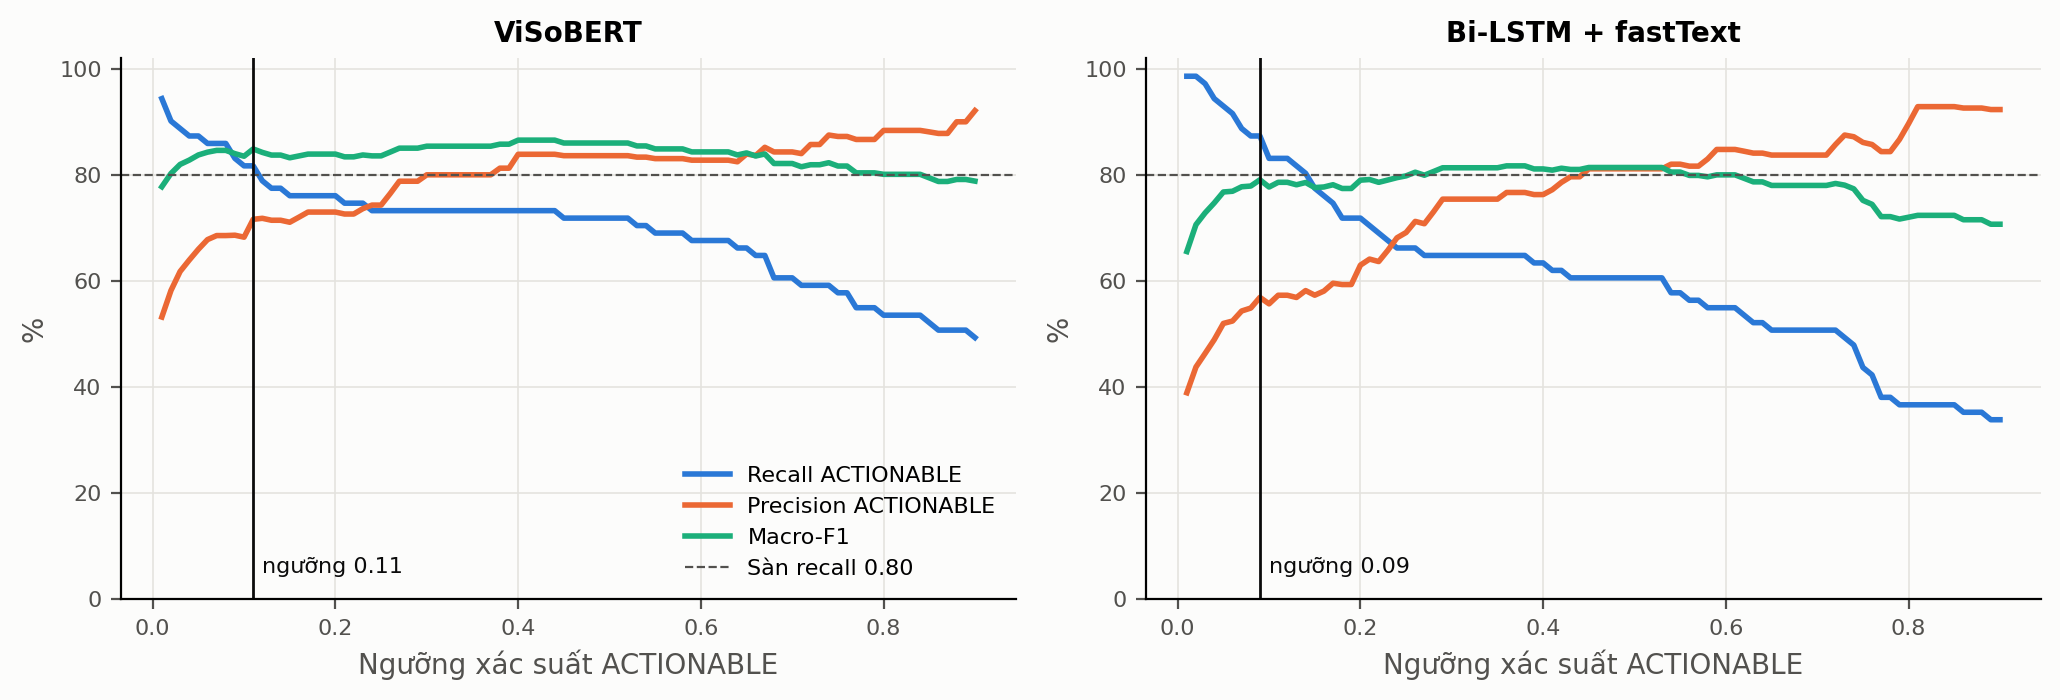 ViSoBERT
100
80
60
40
20
0
%
0.0 0.2 0.4 0.6 0.8
Ngưỡng xác suất ACTIONABLE
ngưỡng 0.11
Recall ACTIONABLE
Precision ACTIONABLE
Macro-F1
Sàn recall 0.80
Bi-LSTM + fastText
100
80
60
40
20
0
%
0.0 0.2 0.4 0.6 0.8
Ngưỡng xác suất ACTIONABLE
ngưỡng 0.09